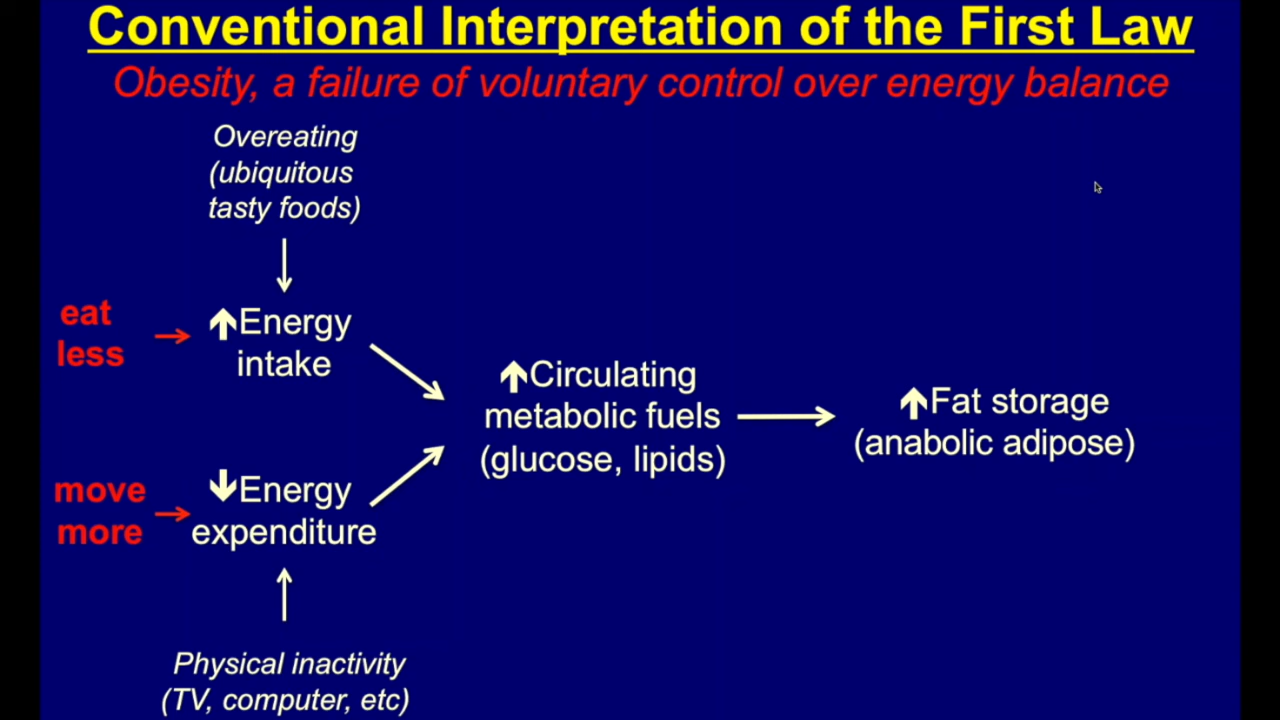 Conventional Interpretation of the First Law
Obesity, a failure of voluntary control over energy balance
Overeating
(ubiquitous
tasty foods)
eat
less
Energy
intake
Circulating
metabolic fuels
(glucose, lipids)
Fat storage
(anabolic adipose)
move
more
Energy
expenditure
Physical inactivity
(TV, computer, etc)